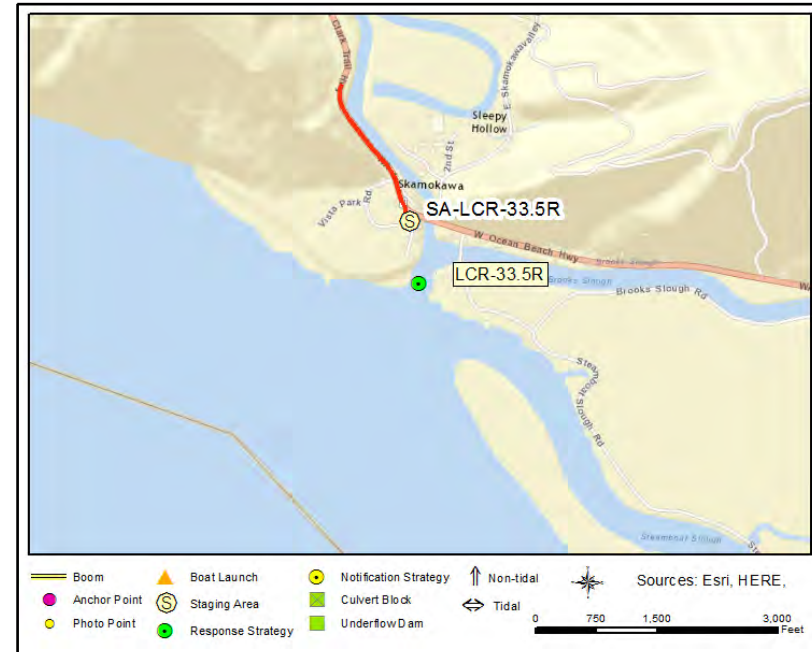 Clark Trail
Hwy
E Skamokawavalley
Sleepy
Hollow
2nd St
Skamokawa
Vista Park Rd
SA-LCR-33.5R
S
W Ocean Beach Hwy
Brooks Slough
LCR-33.5R
Brooks Slough
Brooks Slough Rd
W
Steamboat Slough Rd
Steamboat Slough
Ste
Boom
Boat Launch
Notification Strategy
Non-tidal
Sources: Esri, HERE,
Anchor Point
S
Staging Area
Culvert Block
Tidal
Photo Point
Response Strategy
Underflow Dam
0 750 1,500 3,000
Feet